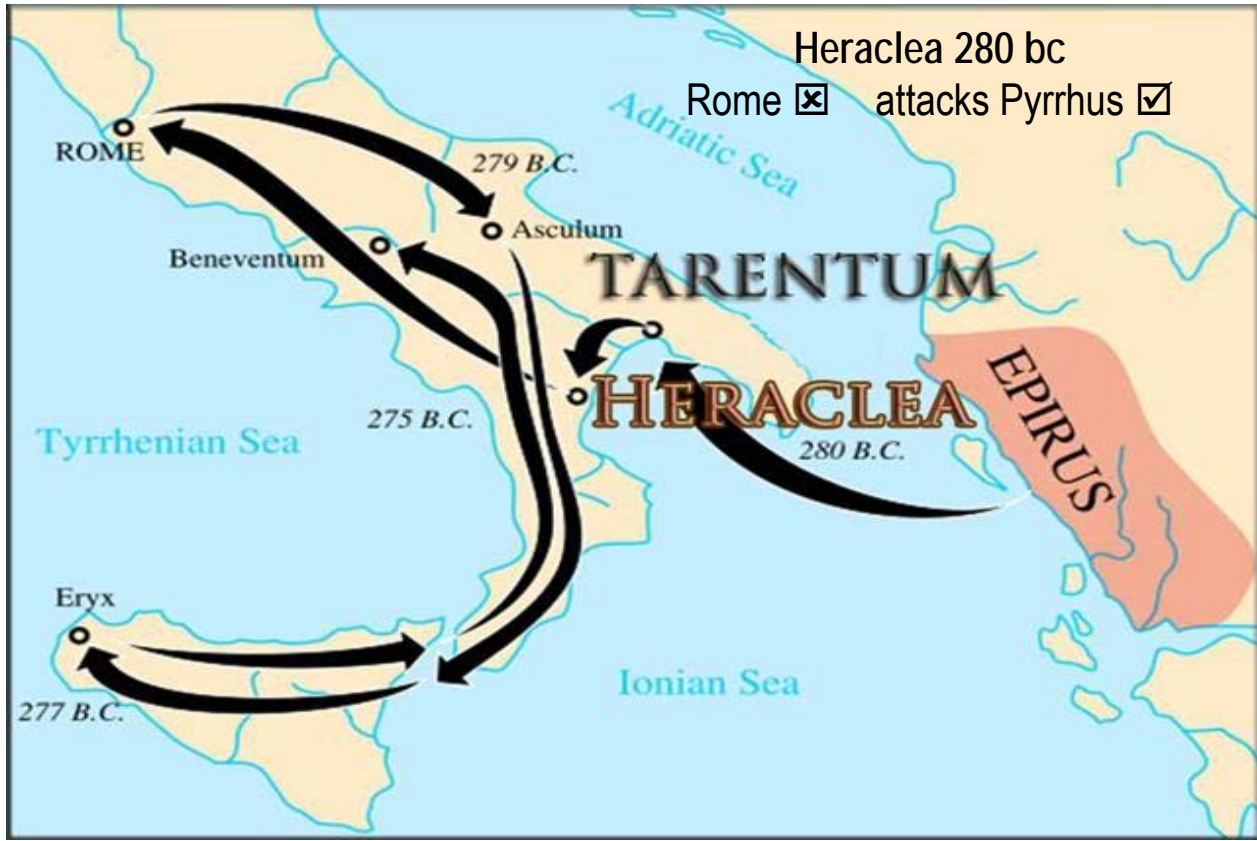 Heraclea 280 bc
Rome ☒ attacks Pyrrhus ☑
Adriatic Sea
ROME
279 B.C.
Asculum
Beneventum
TARENTUM
HERACLEA
EPIRUS
275 B.C.
280 B.C.
Tyrrhenian Sea
Eryx
Ionian Sea
277 B.C.